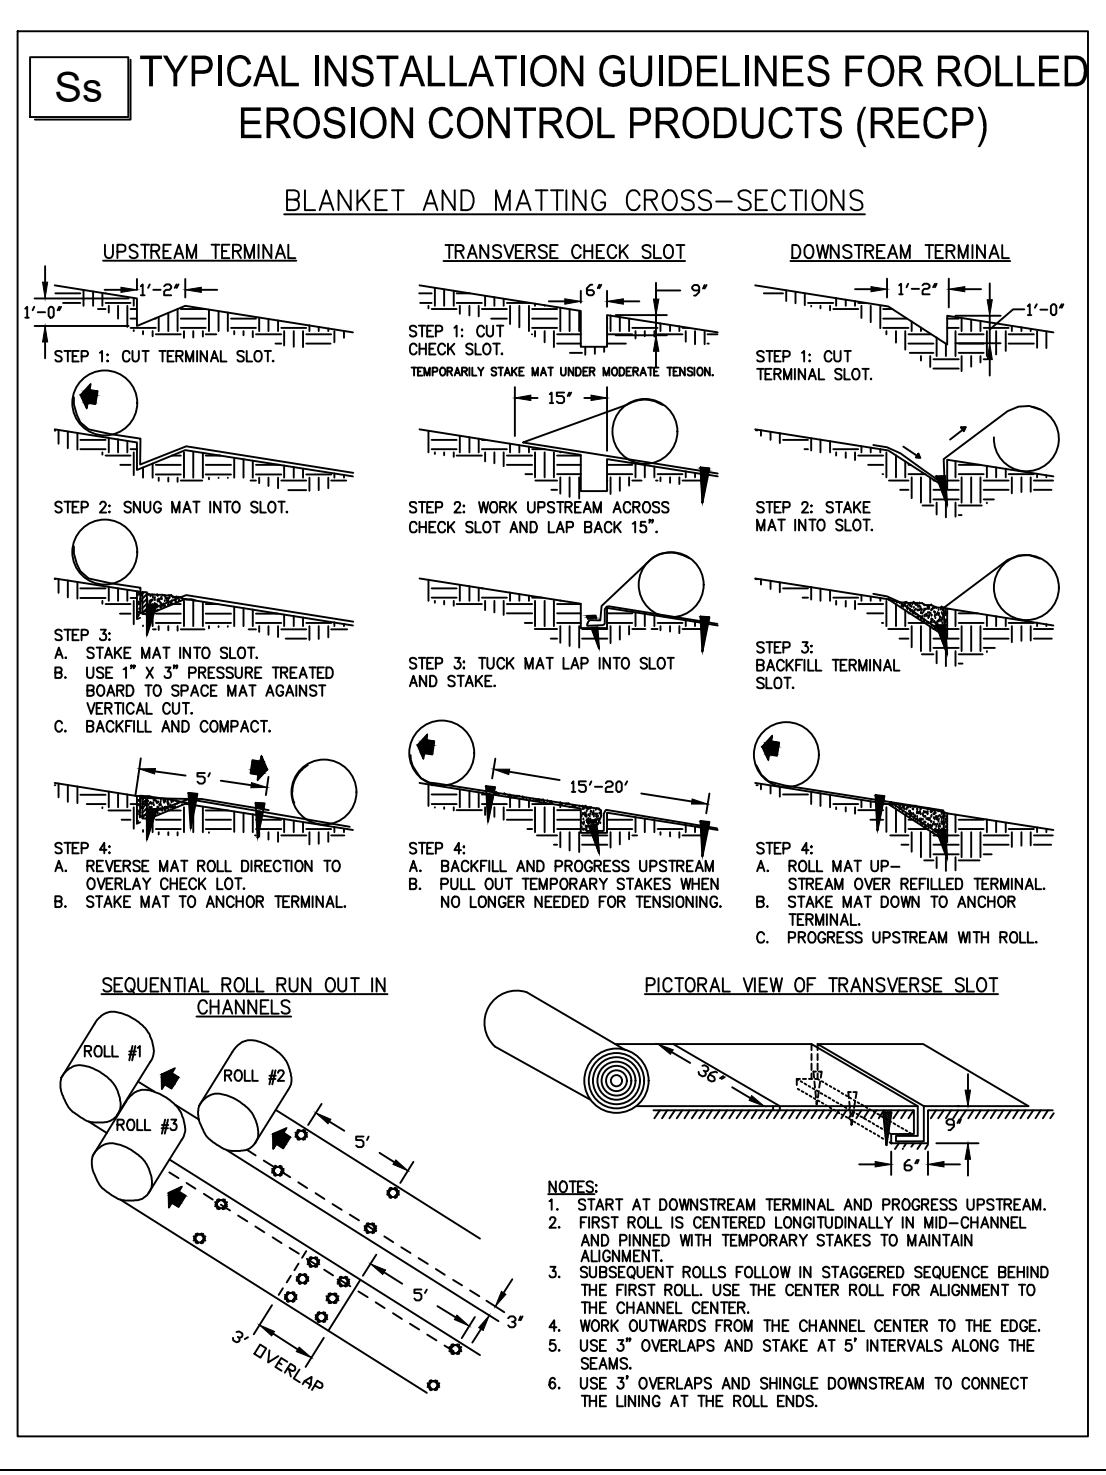 Ss
TYPICAL INSTALLATION GUIDELINES FOR ROLLED
EROSION CONTROL PRODUCTS (RECP)
BLANKET AND MATTING CROSS-SECTIONS
UPSTREAM TERMINAL
1'-2"
1'-0"
STEP 1: CUT TERMINAL SLOT.
STEP 2: SNUG MAT INTO SLOT.
STEP 3:
A. STAKE MAT INTO SLOT.
B. USE 1" X 3" PRESSURE TREATED
BOARD TO SPACE MAT AGAINST
VERTICAL CUT.
C. BACKFILL AND COMPACT.
5'
STEP 4:
A. REVERSE MAT ROLL DIRECTION TO
OVERLAY CHECK LOT.
B. STAKE MAT TO ANCHOR TERMINAL.
TRANSVERSE CHECK SLOT
6"
9"
STEP 1: CUT
CHECK SLOT.
TEMPORARILY STAKE MAT UNDER MODERATE TENSION.
15"
STEP 2: WORK UPSTREAM ACROSS
CHECK SLOT AND LAP BACK 15".
STEP 3: TUCK MAT LAP INTO SLOT
AND STAKE.
15'-20'
STEP 4:
A. BACKFILL AND PROGRESS UPSTREAM
B. PULL OUT TEMPORARY STAKES WHEN
NO LONGER NEEDED FOR TENSIONING.
DOWNSTREAM TERMINAL
1'-2"
1'-0"
STEP 1: CUT
TERMINAL SLOT.
STEP 2: STAKE
MAT INTO SLOT.
STEP 3:
BACKFILL TERMINAL
SLOT.
STEP 4:
A. ROLL MAT UP-
STREAM OVER REFILLED TERMINAL.
B. STAKE MAT DOWN TO ANCHOR
TERMINAL.
C. PROGRESS UPSTREAM WITH ROLL.
SEQUENTIAL ROLL RUN OUT IN
CHANNELS
ROLL #1
ROLL #2
ROLL #3
5'
5'
3"
3' OVERLAP
PICTORAL VIEW OF TRANSVERSE SLOT
36"
9"
6"
NOTES:
1. START AT DOWNSTREAM TERMINAL AND PROGRESS UPSTREAM.
2. FIRST ROLL IS CENTERED LONGITUDINALLY IN MID-CHANNEL
AND PINNED WITH TEMPORARY STAKES TO MAINTAIN
ALIGNMENT.
3. SUBSEQUENT ROLLS FOLLOW IN STAGGERED SEQUENCE BEHIND
THE FIRST ROLL. USE THE CENTER ROLL FOR ALIGNMENT TO
THE CHANNEL CENTER.
4. WORK OUTWARDS FROM THE CHANNEL CENTER TO THE EDGE.
5. USE 3" OVERLAPS AND STAKE AT 5' INTERVALS ALONG THE
SEAMS.
6. USE 3' OVERLAPS AND SHINGLE DOWNSTREAM TO CONNECT
THE LINING AT THE ROLL ENDS.